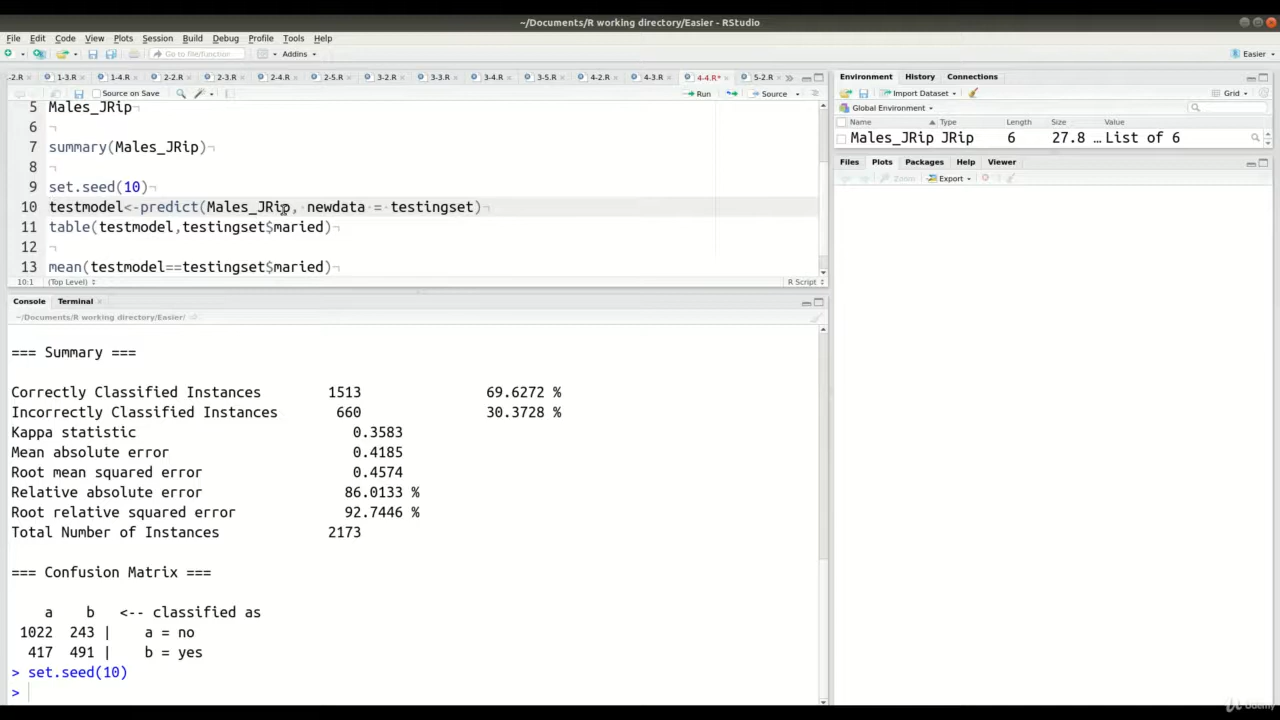 ~/Documents/R working directory/Easier - RStudio
File Edit Code View Plots Session Build Debug Profile Tools Help
Go to file/function Addins Easier
-2.R 1-3.R 1-4.R 2-2.R 2-3.R 2-4.R 2-5.R 3-2.R 3-3.R 3-4.R 3-5.R 4-2.R 4-3.R 4-4.R* 5-2.R
Source on Save Run Source
5 Males_JRip
6
7 summary(Males_JRip)
8
9 set.seed(10)
10 testmodel<-predict(Males_JRip, newdata = testingset)
11 table(testmodel,testingset$maried)
12
13 mean(testmodel==testingset$maried)
10:1 (Top Level) R Script
Console Terminal
~/Documents/R working directory/Easier/
=== Summary ===
Correctly Classified Instances 1513 69.6272 %
Incorrectly Classified Instances 660 30.3728 %
Kappa statistic 0.3583
Mean absolute error 0.4185
Root mean squared error 0.4574
Relative absolute error 86.0133 %
Root relative squared error 92.7446 %
Total Number of Instances 2173
=== Confusion Matrix ===
a b <-- classified as
1022 243 | a = no
417 491 | b = yes
> set.seed(10)
>
Environment History Connections
Import Dataset Grid
Global Environment
Name Type Length Size Value
Males_JRip JRip 6 27.8 … List of 6
Files Plots Packages Help Viewer
Zoom Export
Udemy